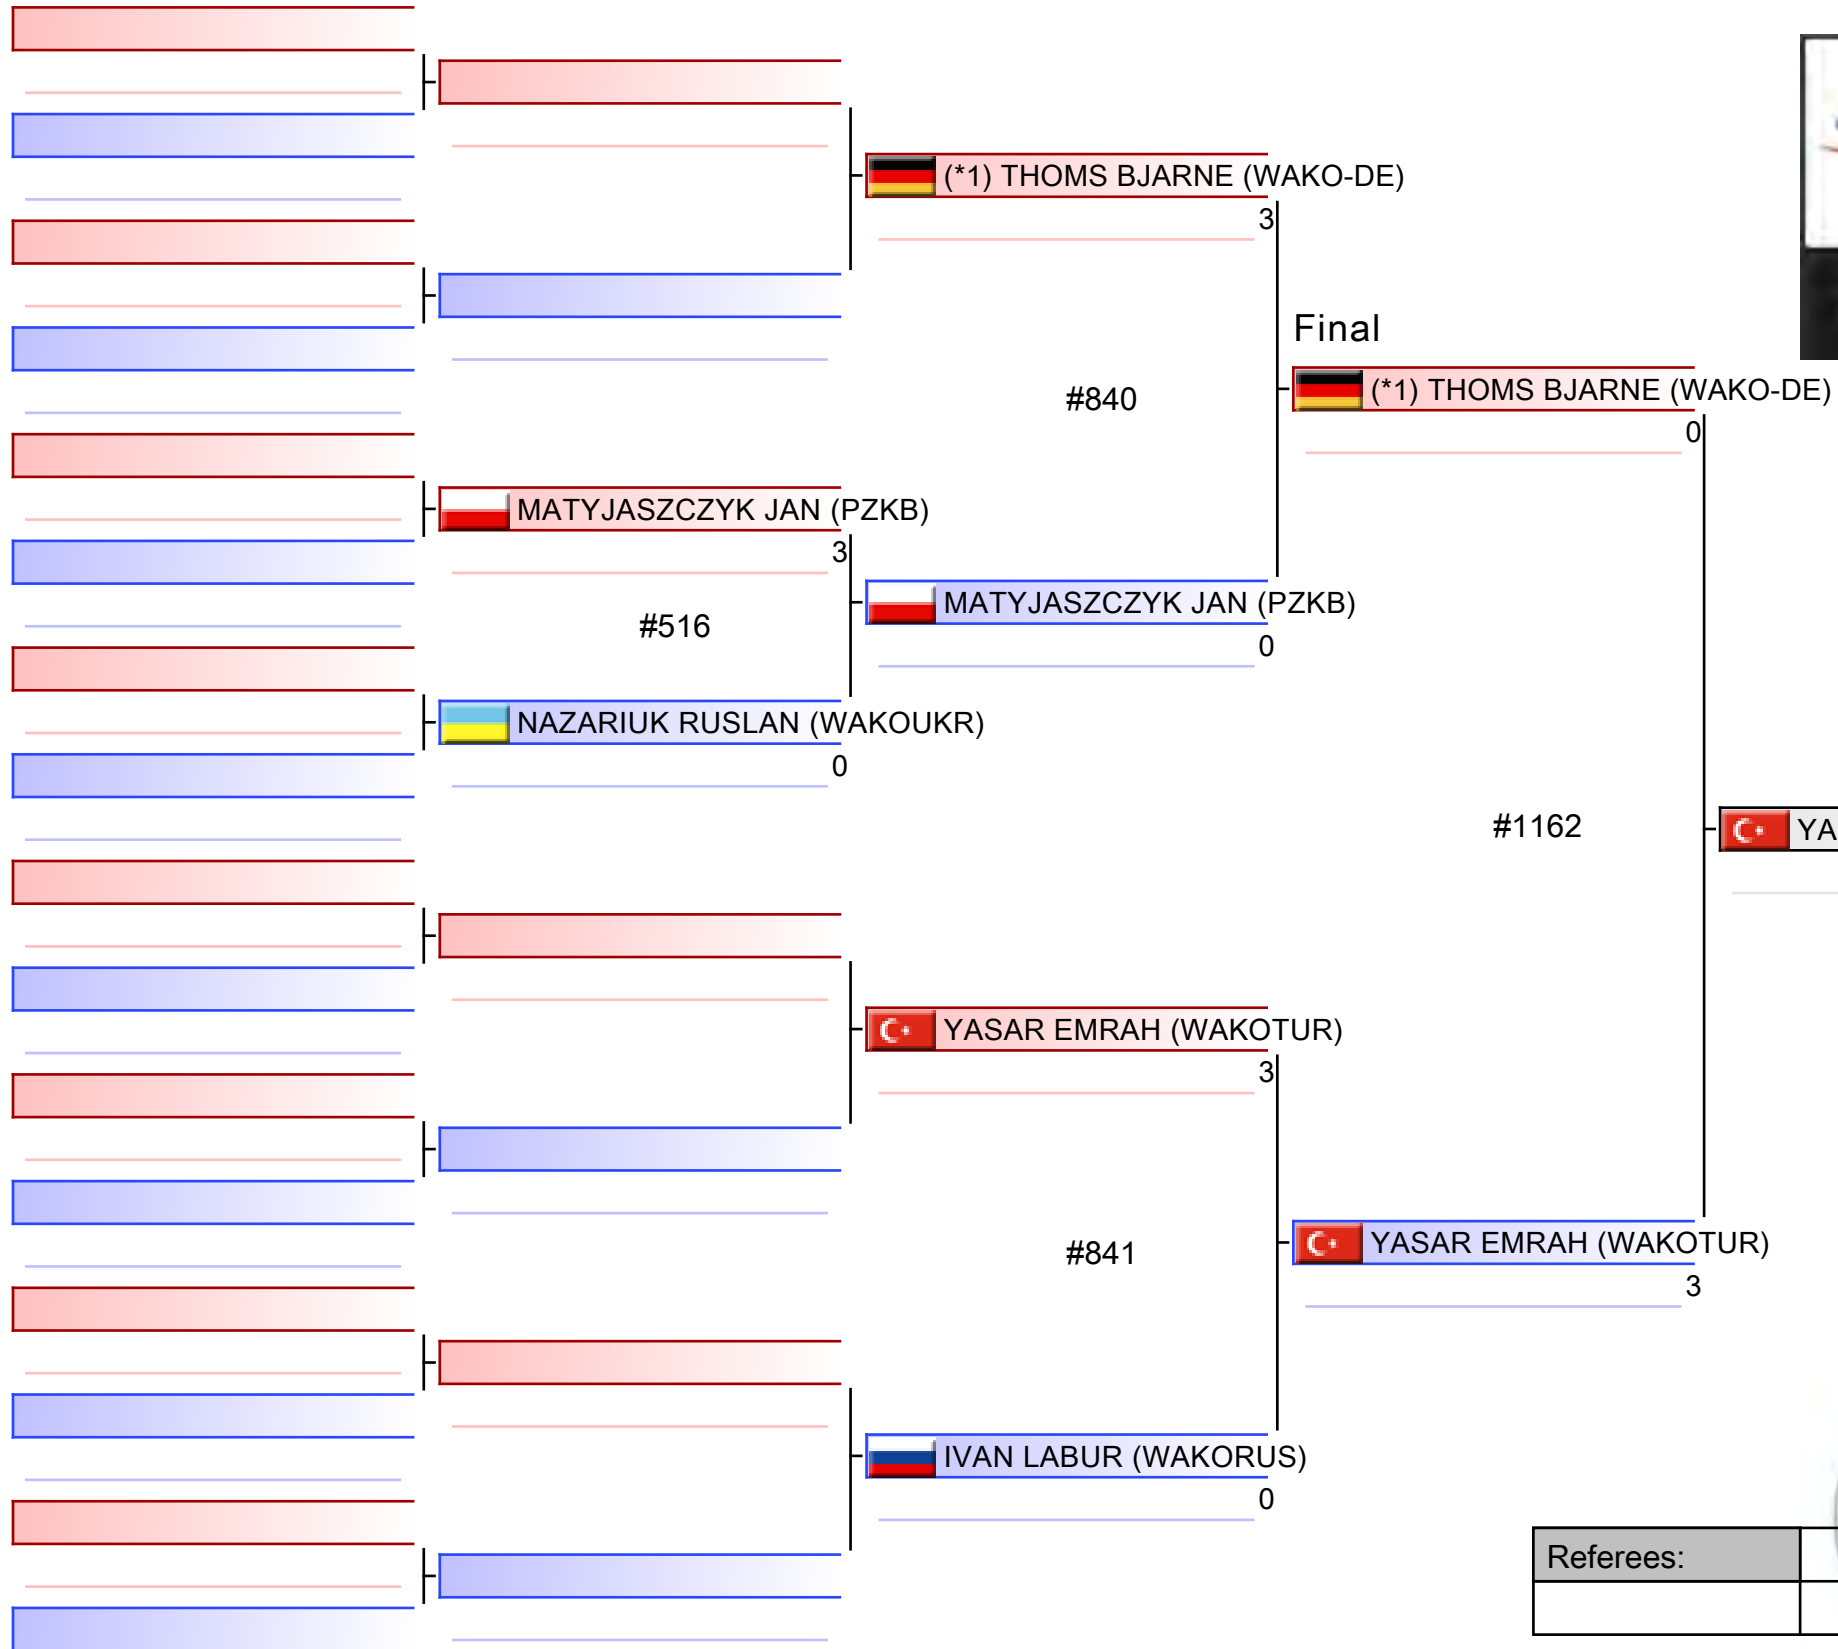 (*1) THOMS BJARNE (WAKO-DE)
3
Final
#840
(*1) THOMS BJARNE (WAKO-DE)
0
MATYJASZCZYK JAN (PZKB)
3
MATYJASZCZYK JAN (PZKB)
#516
0
NAZARIUK RUSLAN (WAKOUKR)
0
#1162
YA
YASAR EMRAH (WAKOTUR)
3
#841
YASAR EMRAH (WAKOTUR)
3
IVAN LABUR (WAKORUS)
0
Referees: